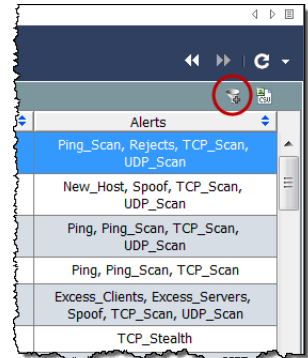 CSV
Alerts
Ping_Scan, Rejects, TCP_Scan,
UDP_Scan
New_Host, Spoof, TCP_Scan,
UDP_Scan
Ping, Ping_Scan, TCP_Scan,
UDP_Scan
Ping, Ping_Scan, TCP_Scan
Excess_Clients, Excess_Servers,
Spoof, TCP_Scan, UDP_Scan
TCP_Stealth